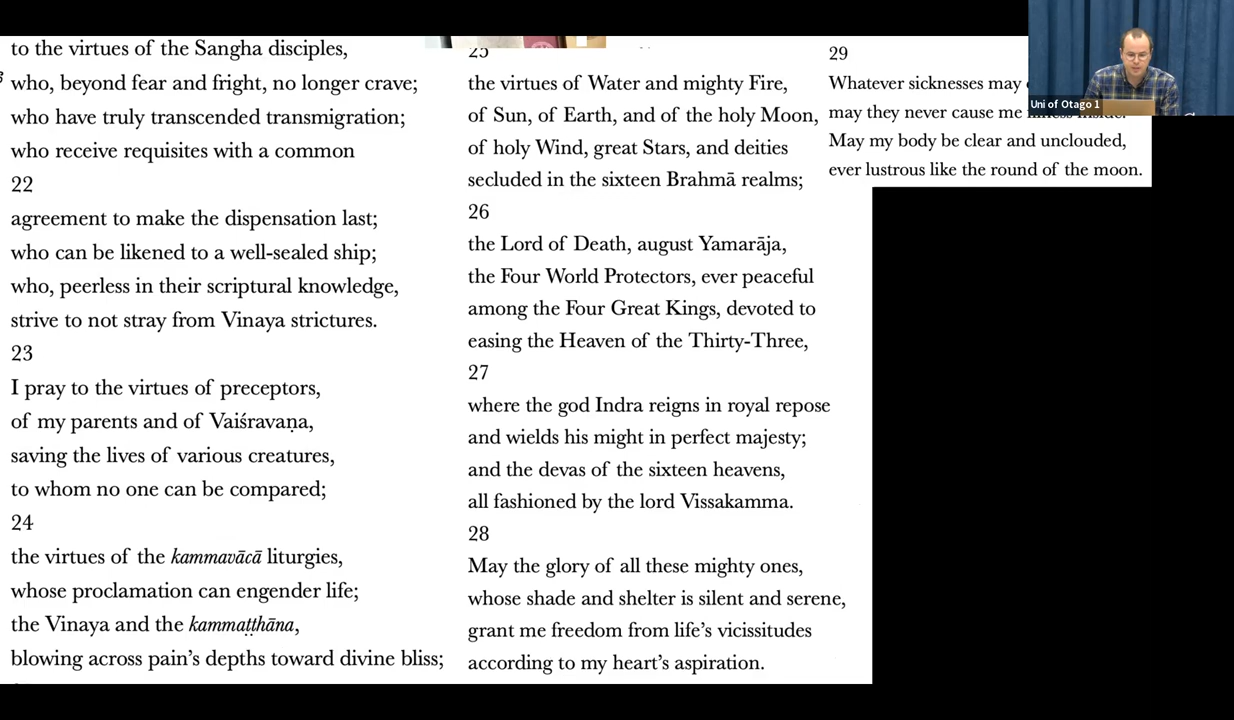 to the virtues of the Sangha disciples,
who, beyond fear and fright, no longer crave;
who have truly transcended transmigration;
who receive requisites with a common
22
agreement to make the dispensation last;
who can be likened to a well-sealed ship;
who, peerless in their scriptural knowledge,
strive to not stray from Vinaya strictures.
23
I pray to the virtues of preceptors,
of my parents and of Vaiśravaṇa,
saving the lives of various creatures,
to whom no one can be compared;
24
the virtues of the kammavācā liturgies,
whose proclamation can engender life;
the Vinaya and the kammaṭṭhāna,
blowing across pain's depths toward divine bliss;
25
the virtues of Water and mighty Fire,
of Sun, of Earth, and of the holy Moon,
of holy Wind, great Stars, and deities
secluded in the sixteen Brahmā realms;
26
the Lord of Death, august Yamarāja,
the Four World Protectors, ever peaceful
among the Four Great Kings, devoted to
easing the Heaven of the Thirty-Three,
27
where the god Indra reigns in royal repose
and wields his might in perfect majesty;
and the devas of the sixteen heavens,
all fashioned by the lord Vissakamma.
28
May the glory of all these mighty ones,
whose shade and shelter is silent and serene,
grant me freedom from life's vicissitudes
according to my heart's aspiration.
29
Whatever sicknesses may
may they never cause me
May my body be clear and unclouded,
ever lustrous like the round of the moon.
Uni of Otago 1